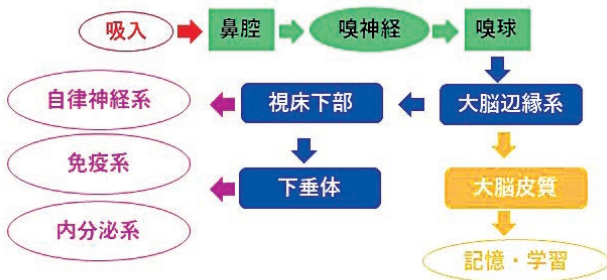 吸入
鼻腔
嗅神経
嗅球
自律神経系
視床下部
大脳辺縁系
免疫系
下垂体
大脳皮質
内分泌系
記憶・学習